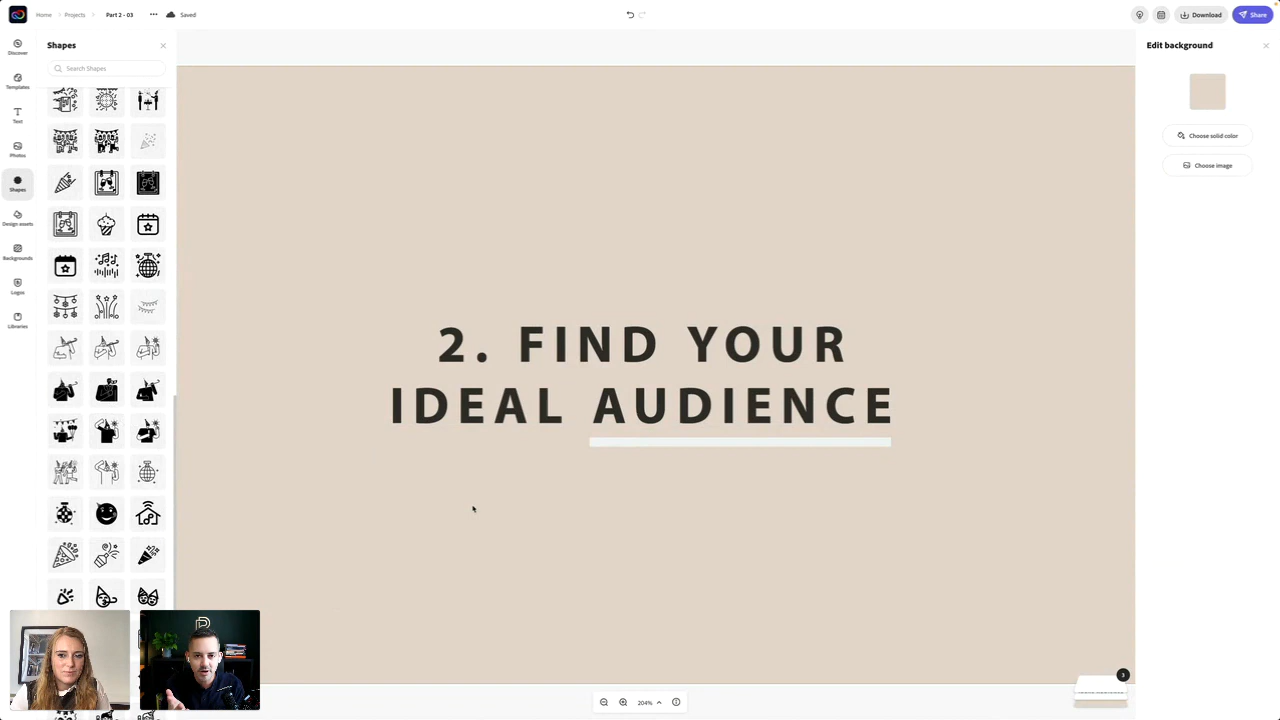 Home
Projects
Part 2 - 03
Saved
Download
Share
Shapes
Search Shapes
Discover
Templates
Text
Photos
Shapes
Design assets
Backgrounds
Logos
Libraries
2. FIND YOUR
IDEAL AUDIENCE
Edit background
Choose solid color
Choose image
204%
3